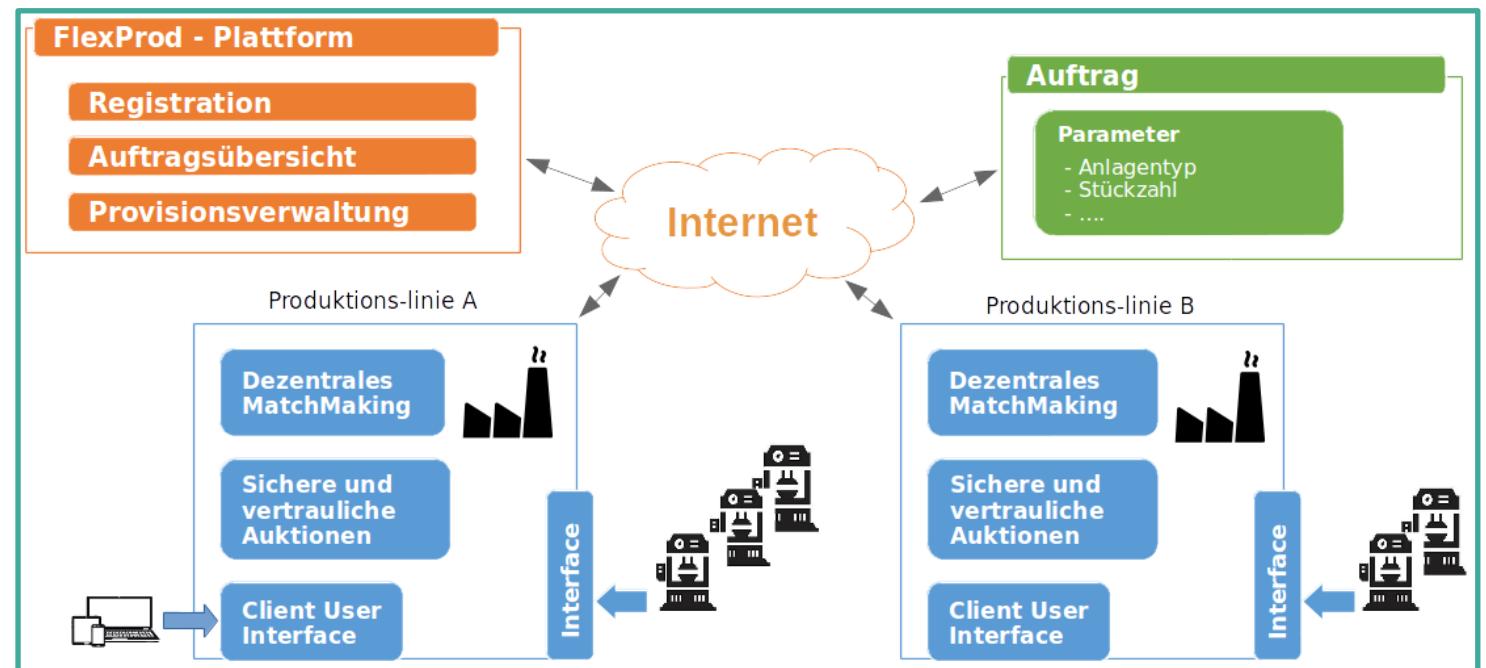 FlexProd - Plattform
Registration
Auftragsübersicht
Provisionsverwaltung
Auftrag
Parameter
- Anlagentyp
- Stückzahl
- ....
Internet
Produktions-linie A
Dezentrales
MatchMaking
Sichere und
vertrauliche
Auktionen
Client User
Interface
Interface
Produktions-linie B
Dezentrales
MatchMaking
Sichere und
vertrauliche
Auktionen
Client User
Interface
Interface